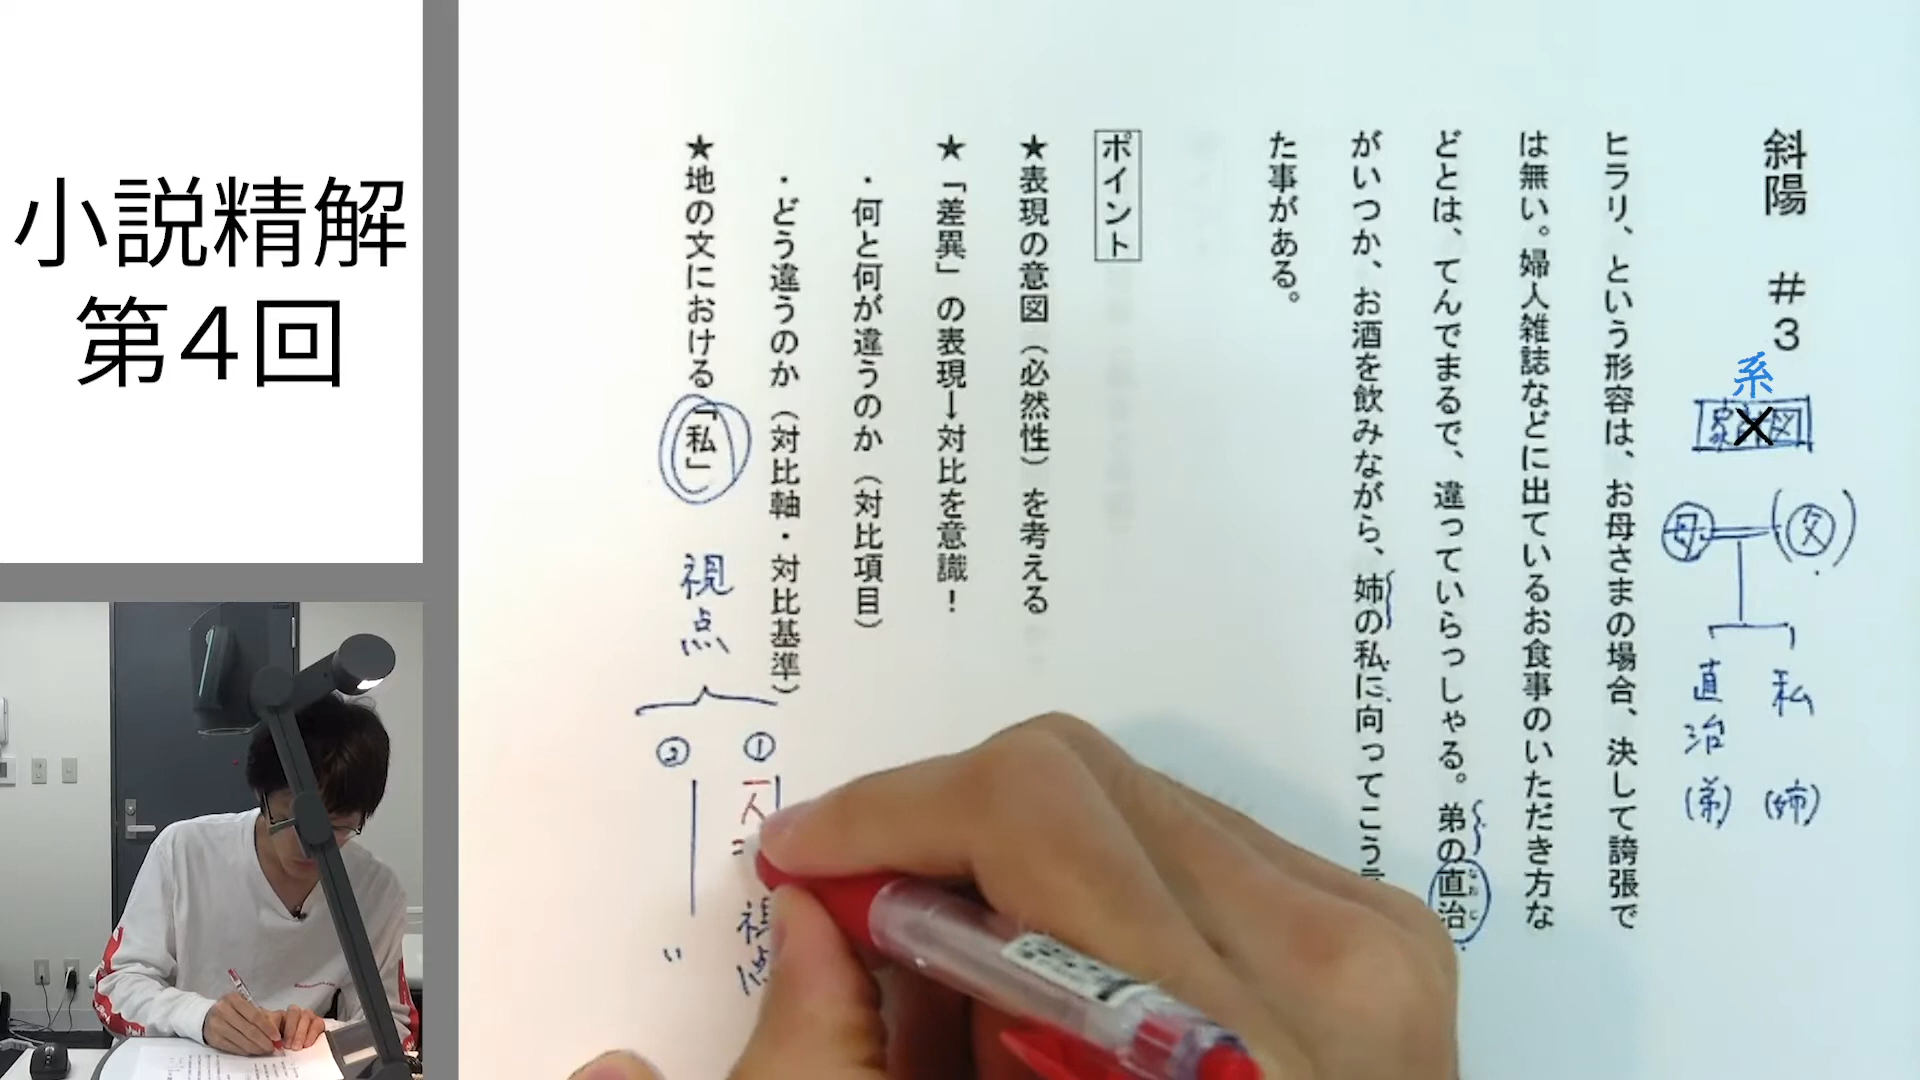 小説精解
第4回
斜陽 #3
系
家図
母
(父)
私 (姉)
直治 (弟)
ヒラリ、という形容は、お母さまの場合、決して誇張で
は無い。婦人雑誌などに出ているお食事のいただき方な
どとは、てんでまるで、違っていらっしゃる。弟の直治
なおじ
がいつか、お酒を飲みながら、姉の私に向ってこう
た事がある。
ポイント
★表現の意図（必然性）を考える
★「差異」の表現→対比を意識！
・何と何が違うのか（対比項目）
・どう違うのか（対比軸・対比基準）
★地の文における「私」
視点
① 一人 視点
② 〃